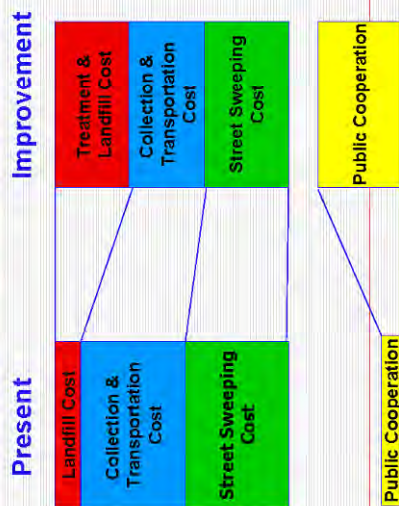 Present
Improvement
Landfill Cost
Collection &
Transportation
Cost
Street Sweeping
Cost
Public Cooperation
Treatment &
Landfill Cost
Collection &
Transportation
Cost
Street Sweeping
Cost
Public Cooperation